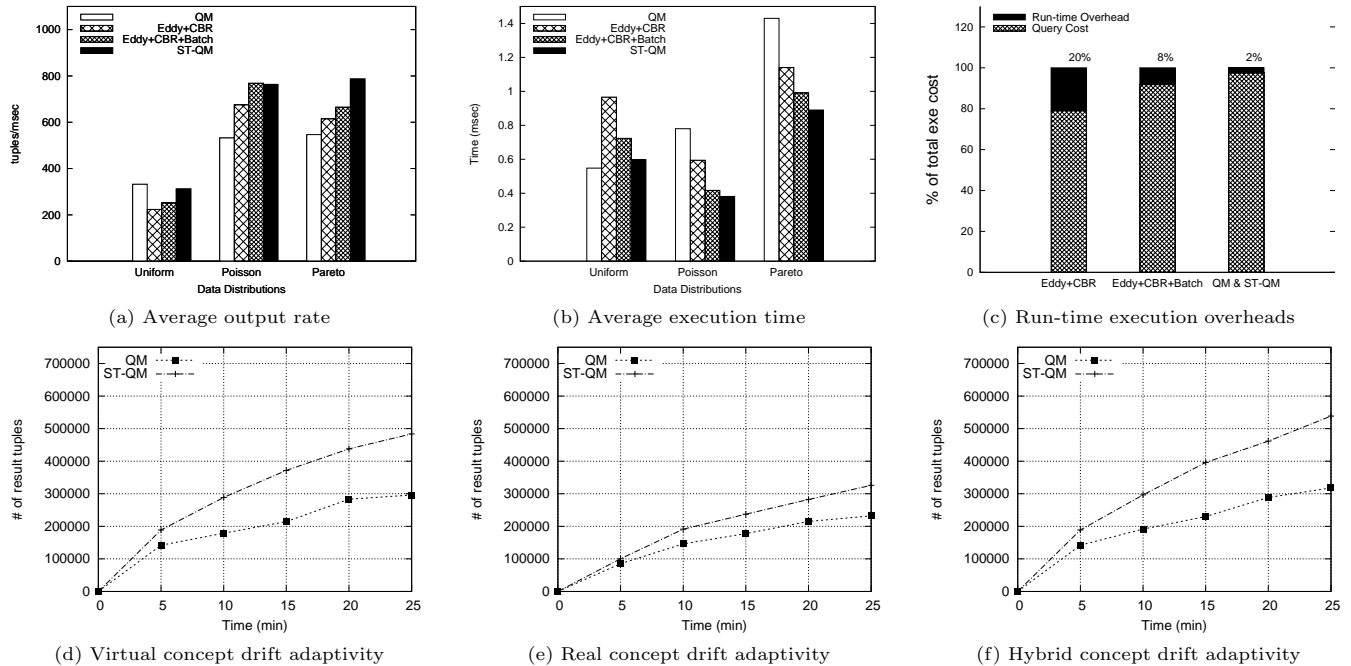 QM
Eddy+CBR
Eddy+CBR+Batch
ST-QM
tuples/msec
1000
800
600
400
200
0
Uniform Poisson Pareto
Data Distributions
(a) Average output rate
QM
Eddy+CBR
Eddy+CBR+Batch
ST-QM
Time (msec)
1.4
1.2
1
0.8
0.6
0.4
0.2
0
Uniform Poisson Pareto
Data Distributions
(b) Average execution time
Run-time Overhead
Query Cost
% of total exe cost
120
100
80
60
40
20
0
20% 8% 2%
Eddy+CBR Eddy+CBR+Batch QM & ST-QM
(c) Run-time execution overheads
QM
ST-QM
# of result tuples
700000
600000
500000
400000
300000
200000
100000
0
0 5 10 15 20 25
Time (min)
(d) Virtual concept drift adaptivity
QM
ST-QM
# of result tuples
700000
600000
500000
400000
300000
200000
100000
0
0 5 10 15 20 25
Time (min)
(e) Real concept drift adaptivity
QM
ST-QM
# of result tuples
700000
600000
500000
400000
300000
200000
100000
0
0 5 10 15 20 25
Time (min)
(f) Hybrid concept drift adaptivity